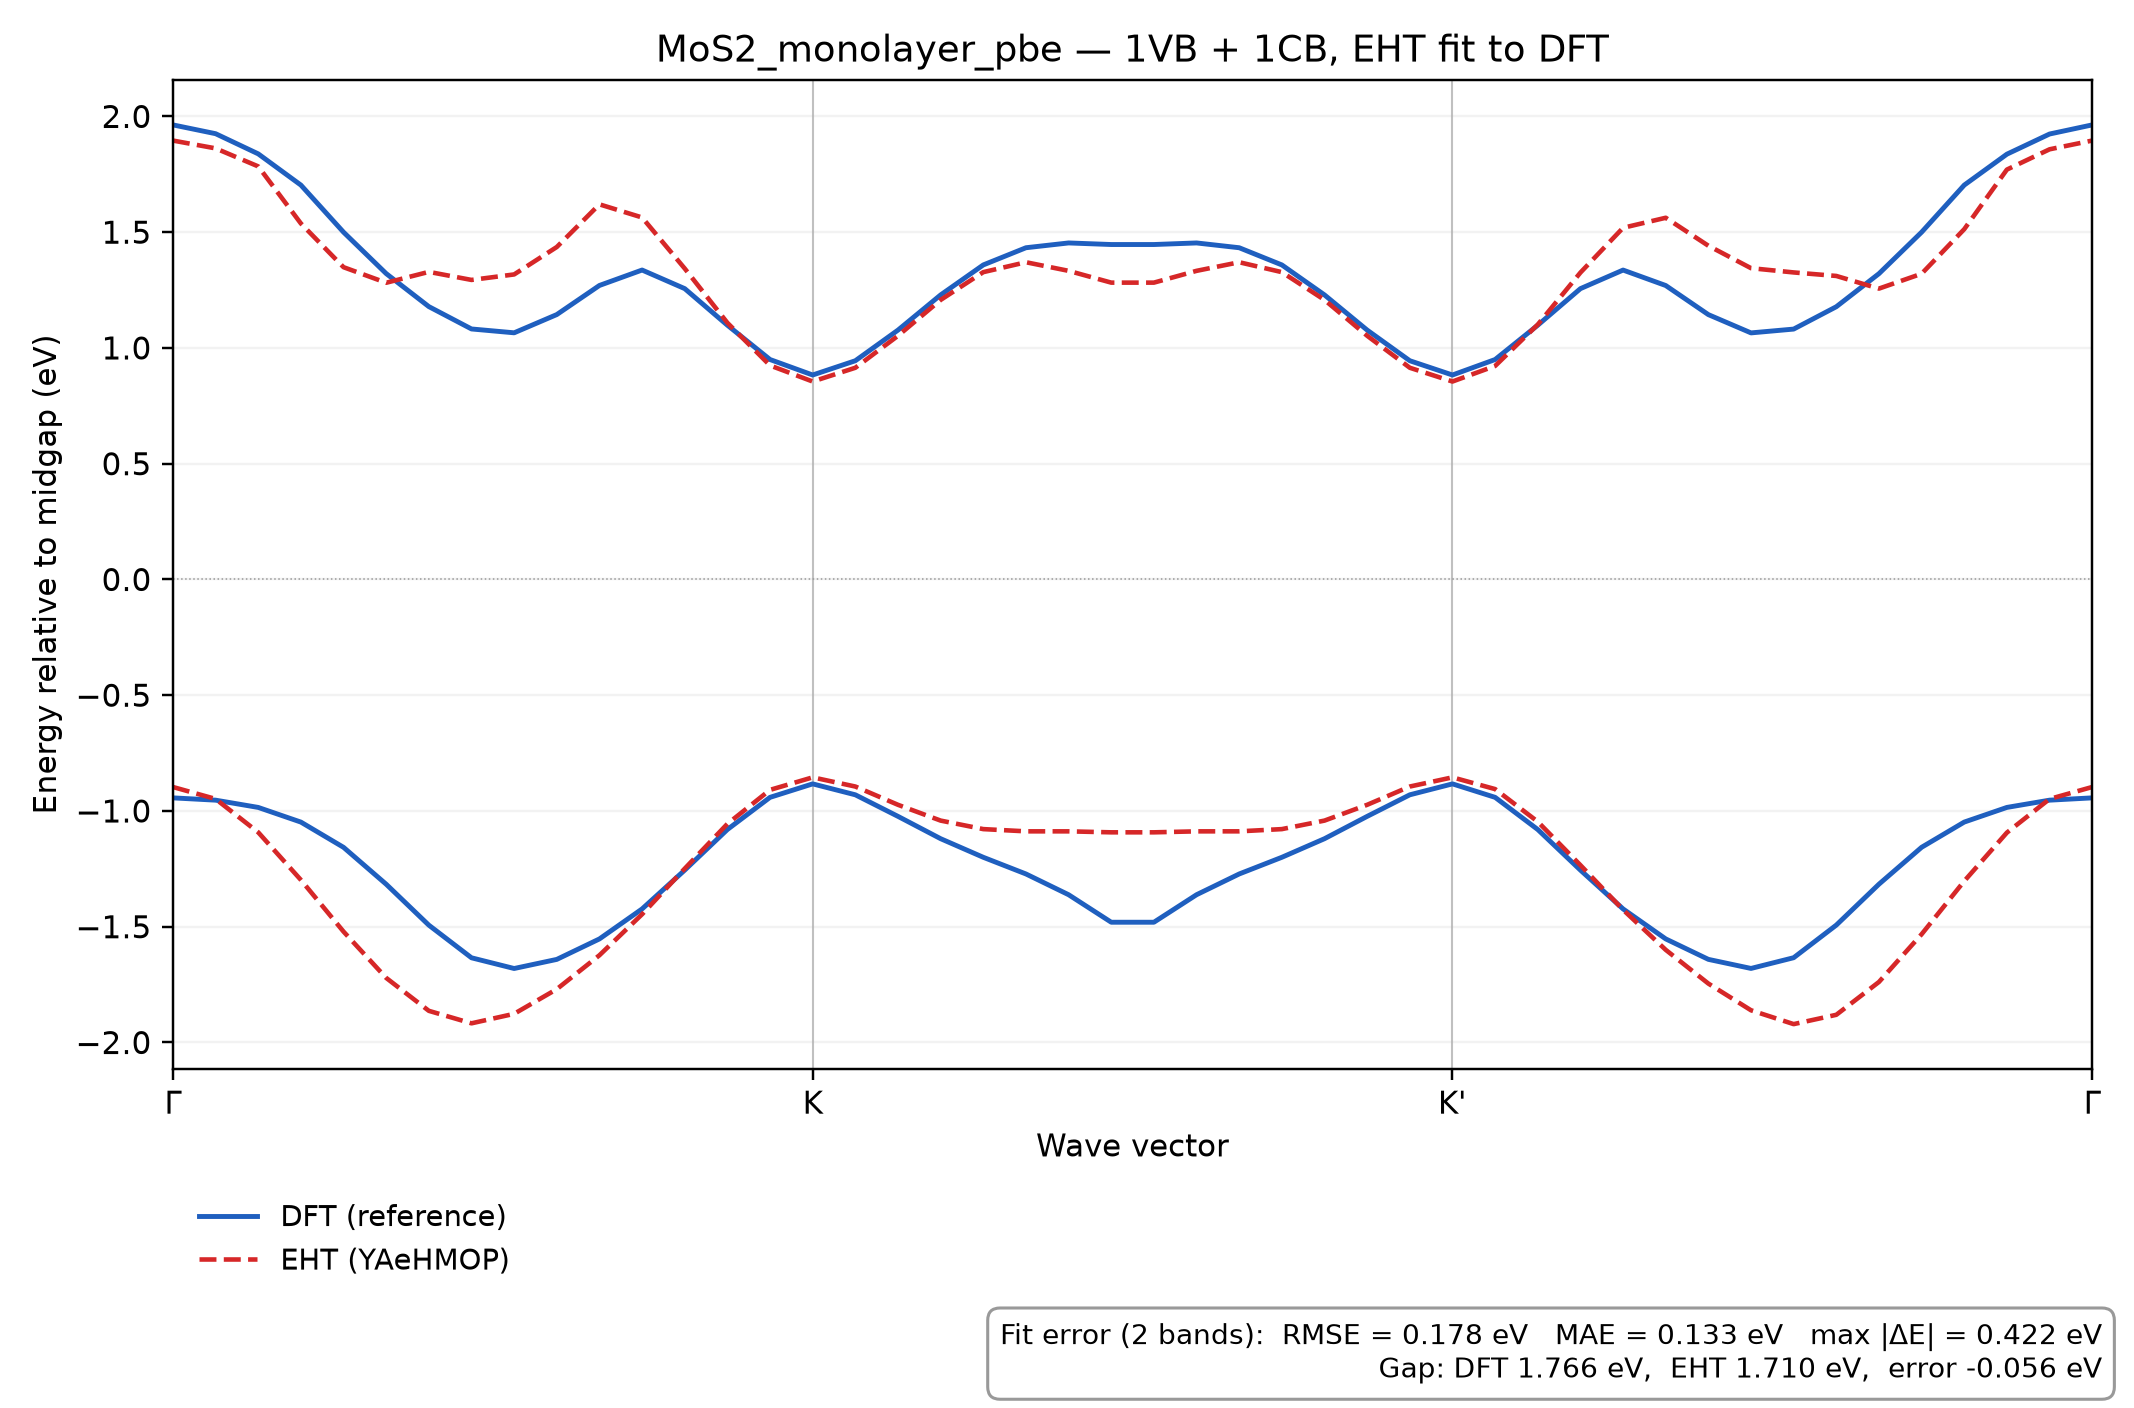 MoS2_monolayer_pbe — 1VB + 1CB, EHT fit to DFT
Energy relative to midgap (eV)
2.0
1.5
1.0
0.5
0.0
−0.5
−1.0
−1.5
−2.0
Γ K K' Γ
Wave vector
DFT (reference)
EHT (YAeHMOP)
Fit error (2 bands): RMSE = 0.178 eV MAE = 0.133 eV max |ΔE| = 0.422 eV
Gap: DFT 1.766 eV, EHT 1.710 eV, error -0.056 eV